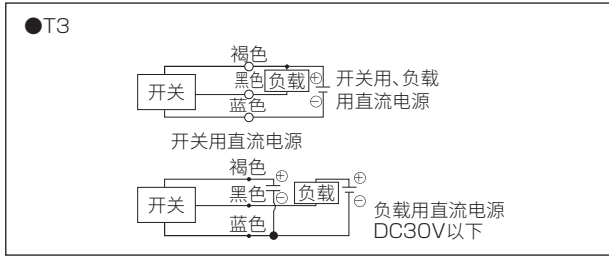 ●T3
褐色
黑色
负载
⊕
开关用、负载
开关
蓝色
⊖
用直流电源
开关用直流电源
褐色
⊕
⊕
黑色
⊖
负载
⊖
开关
蓝色
负载用直流电源
DC30V以下